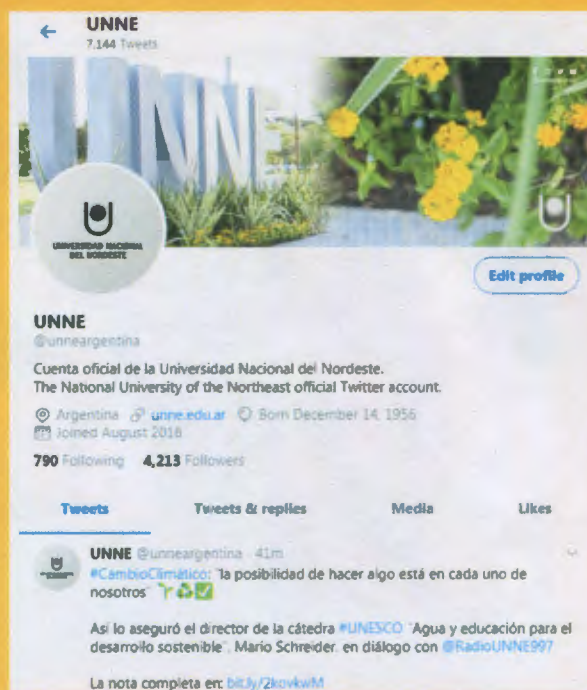 UNNE
7.144 Tweets
UNNE
UNIVERSIDAD NACIONAL
DEL NORDESTE
Edit profile
UNNE
@unneargentina
Cuenta oficial de la Universidad Nacional del Nordeste.
The National University of the Northeast official Twitter account.
Argentina unne.edu.ar Born December 14, 1956
Joined August 2016
790 Following 4,213 Followers
Tweets Tweets & replies Media Likes
UNNE @unneargentina · 41m
#CambioClimático: "la posibilidad de hacer algo está en cada uno de
nosotros"
Así lo aseguró el director de la cátedra #UNESCO "Agua y educación para el
desarrollo sostenible", Mario Schreider, en diálogo con @RadioUNNE997
La nota completa en: bit.ly/2kovkwM